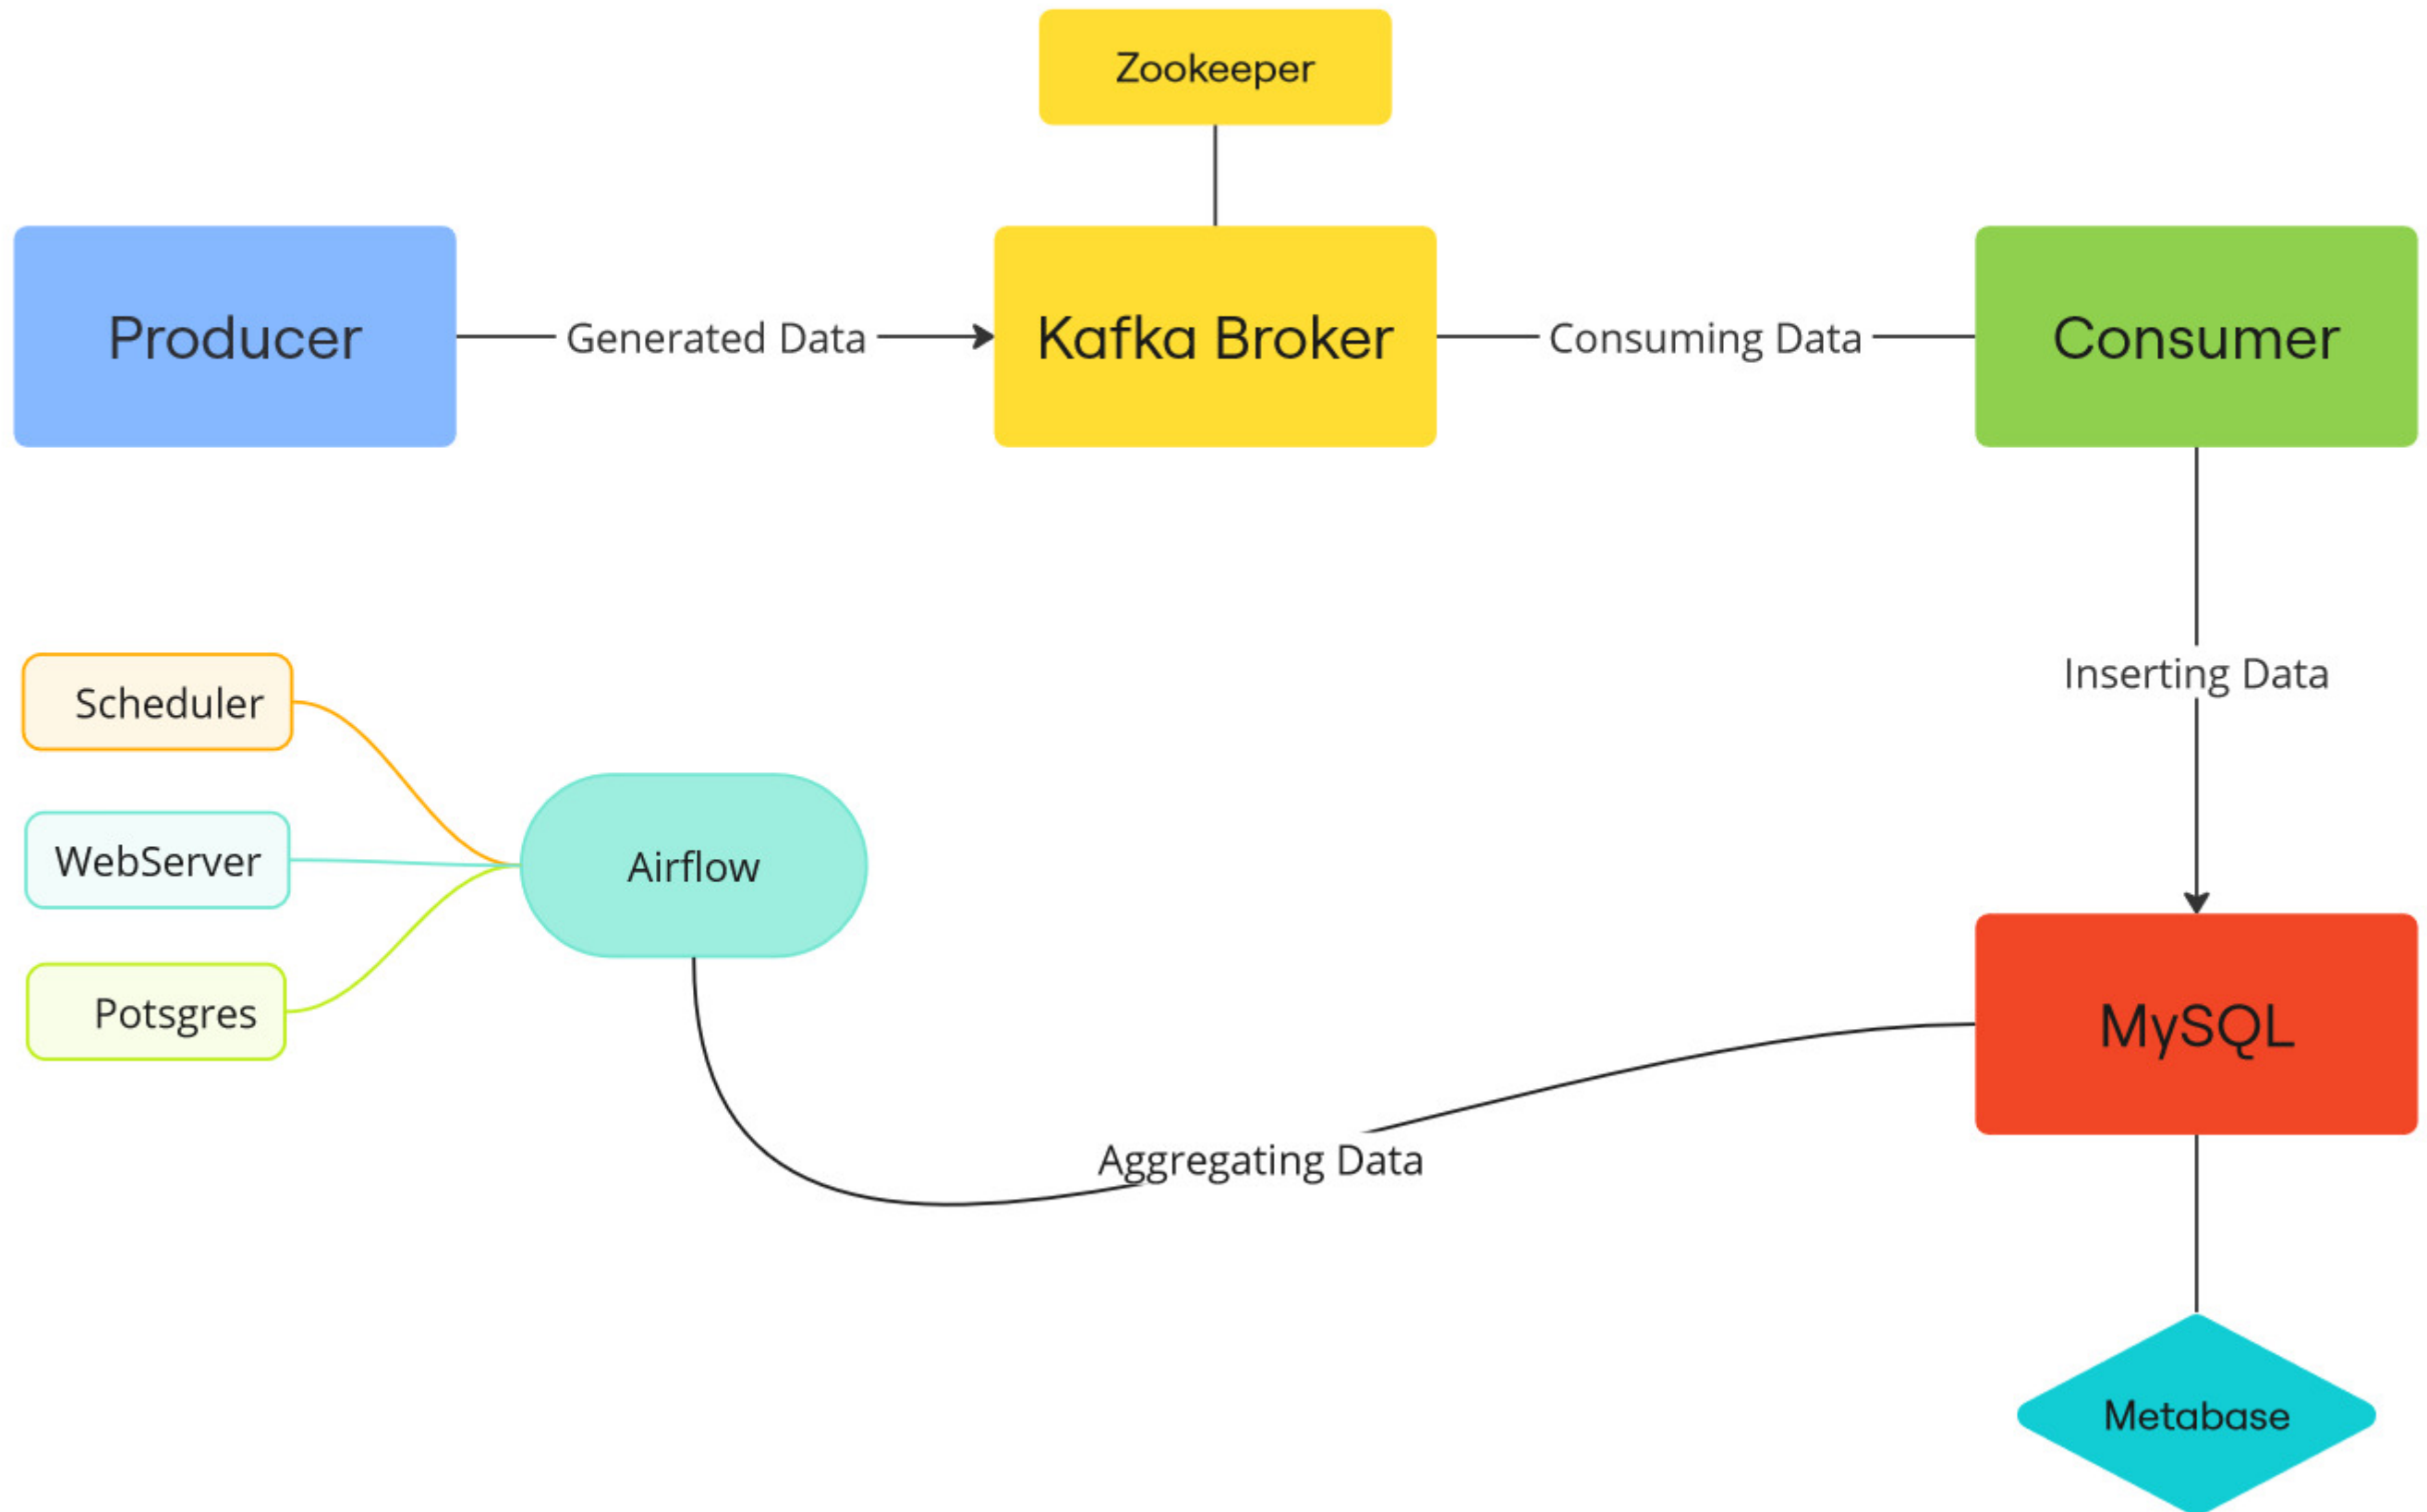 Zookeeper
Producer
Generated Data
Kafka Broker
Consuming Data
Consumer
Inserting Data
Scheduler
WebServer
Potsgres
Airflow
Aggregating Data
MySQL
Metabase